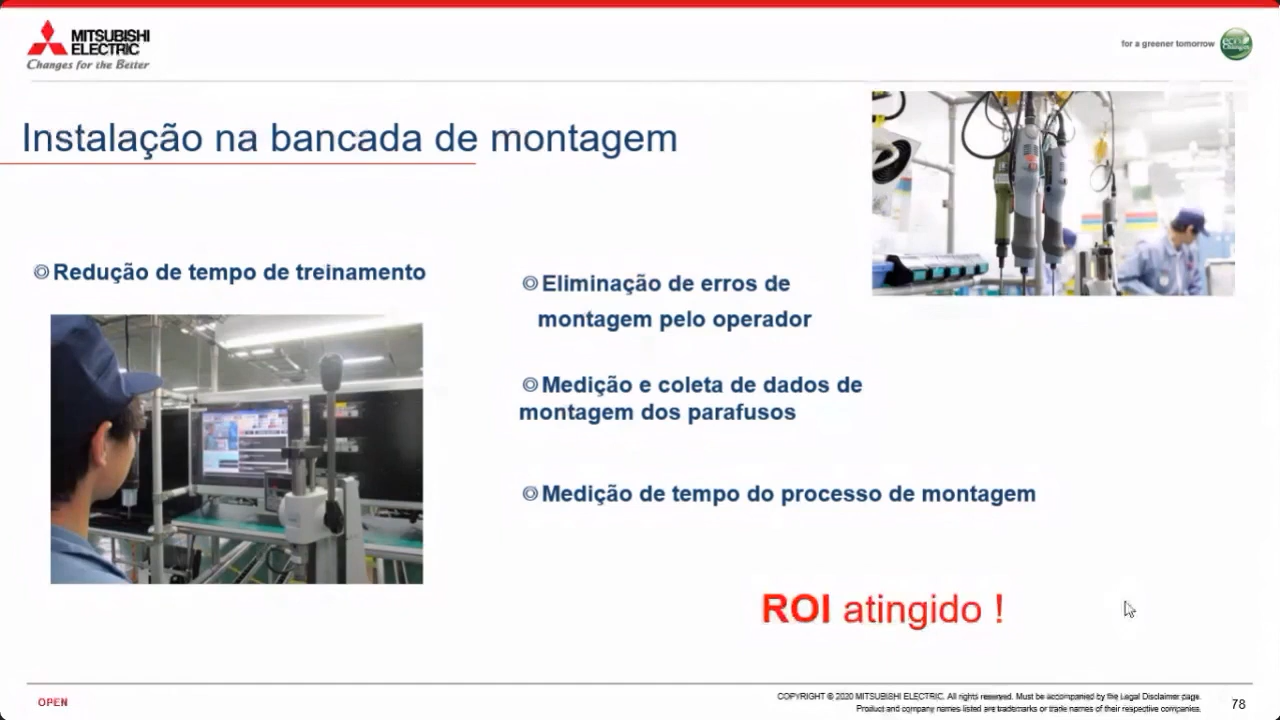 MITSUBISHI
ELECTRIC
Changes for the Better
for a greener tomorrow
eco
Changes
Instalação na bancada de montagem
◎Redução de tempo de treinamento
◎Eliminação de erros de
montagem pelo operador
◎Medição e coleta de dados de
montagem dos parafusos
◎Medição de tempo do processo de montagem
ROI atingido !
OPEN
COPYRIGHT © 2020 MITSUBISHI ELECTRIC. All rights reserved. Must be accompanied by the Legal Disclaimer page.
Product and company names listed are trademarks or trade names of their respective companies.
78